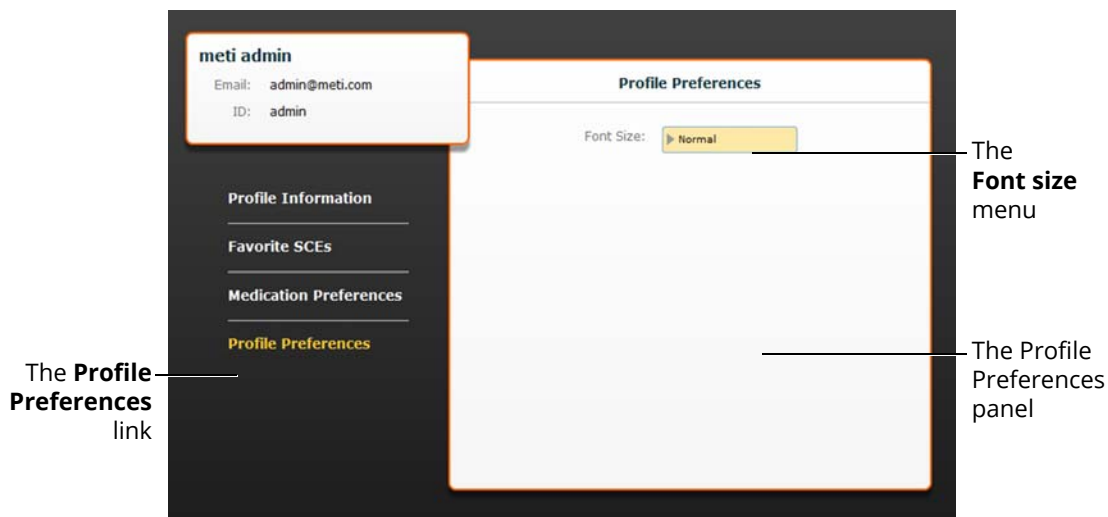 meti admin
Email: admin@meti.com
ID: admin
Profile Information
Favorite SCEs
Medication Preferences
Profile Preferences
Profile Preferences
Font Size: Normal
The
Font size
menu
The Profile
Preferences
panel
The Profile
Preferences
link